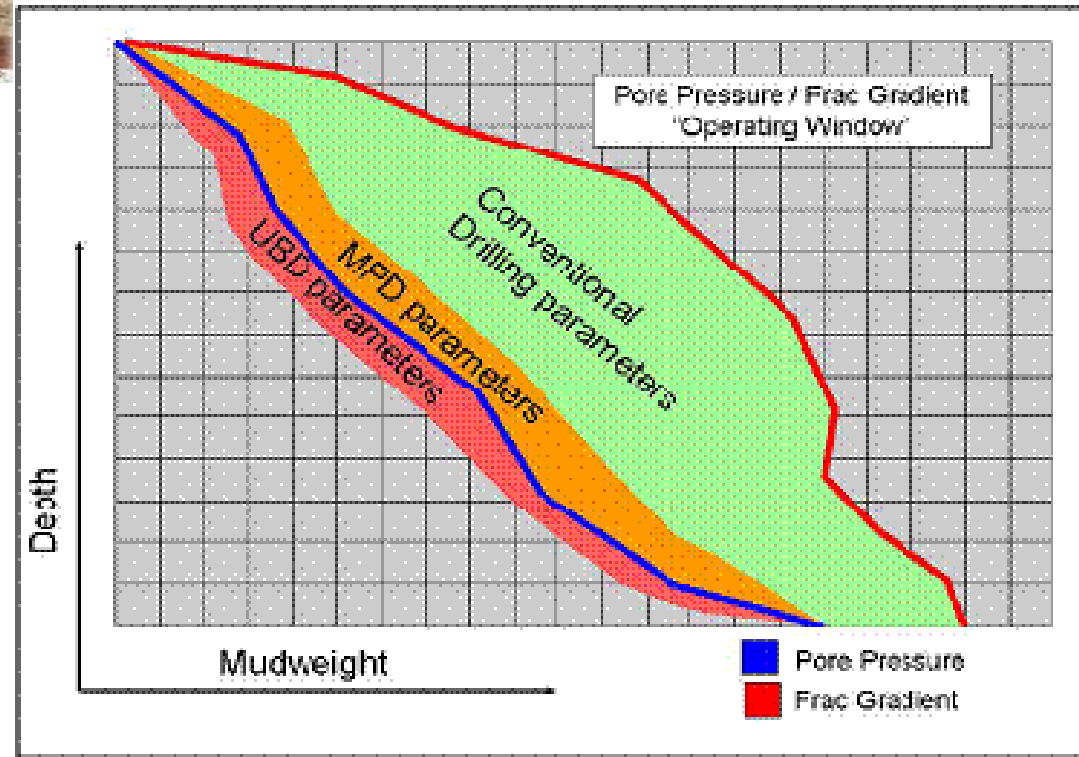 Pore Pressure / Frac Gradient
"Operating Window"
Conventional
Drilling parameters
MPD parameters
UBD parameters
Depth
Mudweight
Pore Pressure
Frac Gradient